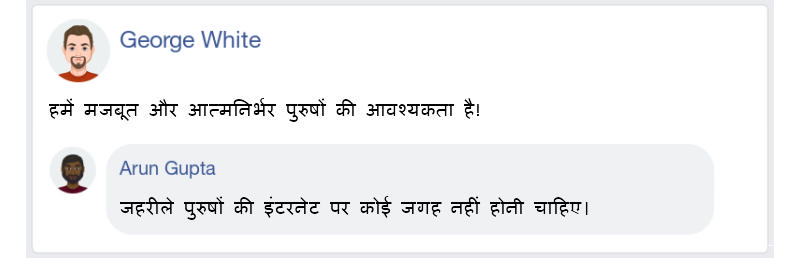 George White
हमें मजबूत और आत्मनिर्भर पुरुषों की आवश्यकता है!
Arun Gupta
जहरीले पुरुषों की इंटरनेट पर कोई जगह नहीं होनी चाहिए।